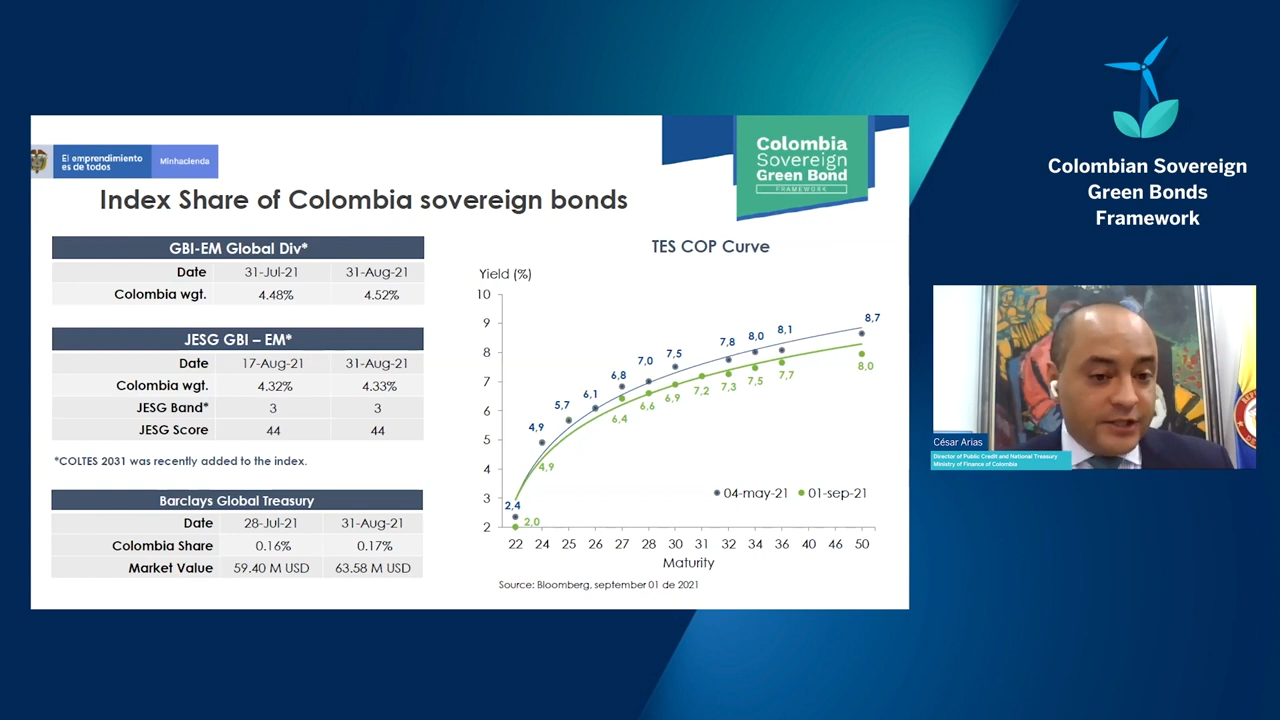 El emprendimiento
es de todos
Minhacienda
Colombia
Sovereign
Green Bond
FRAMEWORK
Index Share of Colombia sovereign bonds
GBI-EM Global Div*
Date 31-Jul-21 31-Aug-21
Colombia wgt. 4.48% 4.52%
JESG GBI – EM*
Date 17-Aug-21 31-Aug-21
Colombia wgt. 4.32% 4.33%
JESG Band* 3 3
JESG Score 44 44
*COLTES 2031 was recently added to the index.
Barclays Global Treasury
Date 28-Jul-21 31-Aug-21
Colombia Share 0.16% 0.17%
Market Value 59.40 M USD 63.58 M USD
TES COP Curve
Yield (%)
10
9
8
7
6
5
4
3
2
2,4
4,9
5,7
6,1
6,8
7,0
7,5
7,8
8,0
8,1
8,7
2,0
4,9
6,4
6,6
6,9
7,2
7,3
7,5
7,7
8,0
04-may-21 01-sep-21
22 24 25 26 27 28 30 31 32 34 36 40 46 50
Maturity
Source: Bloomberg, september 01 de 2021
Colombian Sovereign
Green Bonds
Framework
César Arias
Director of Public Credit and National Treasury
Ministry of Finance of Colombia